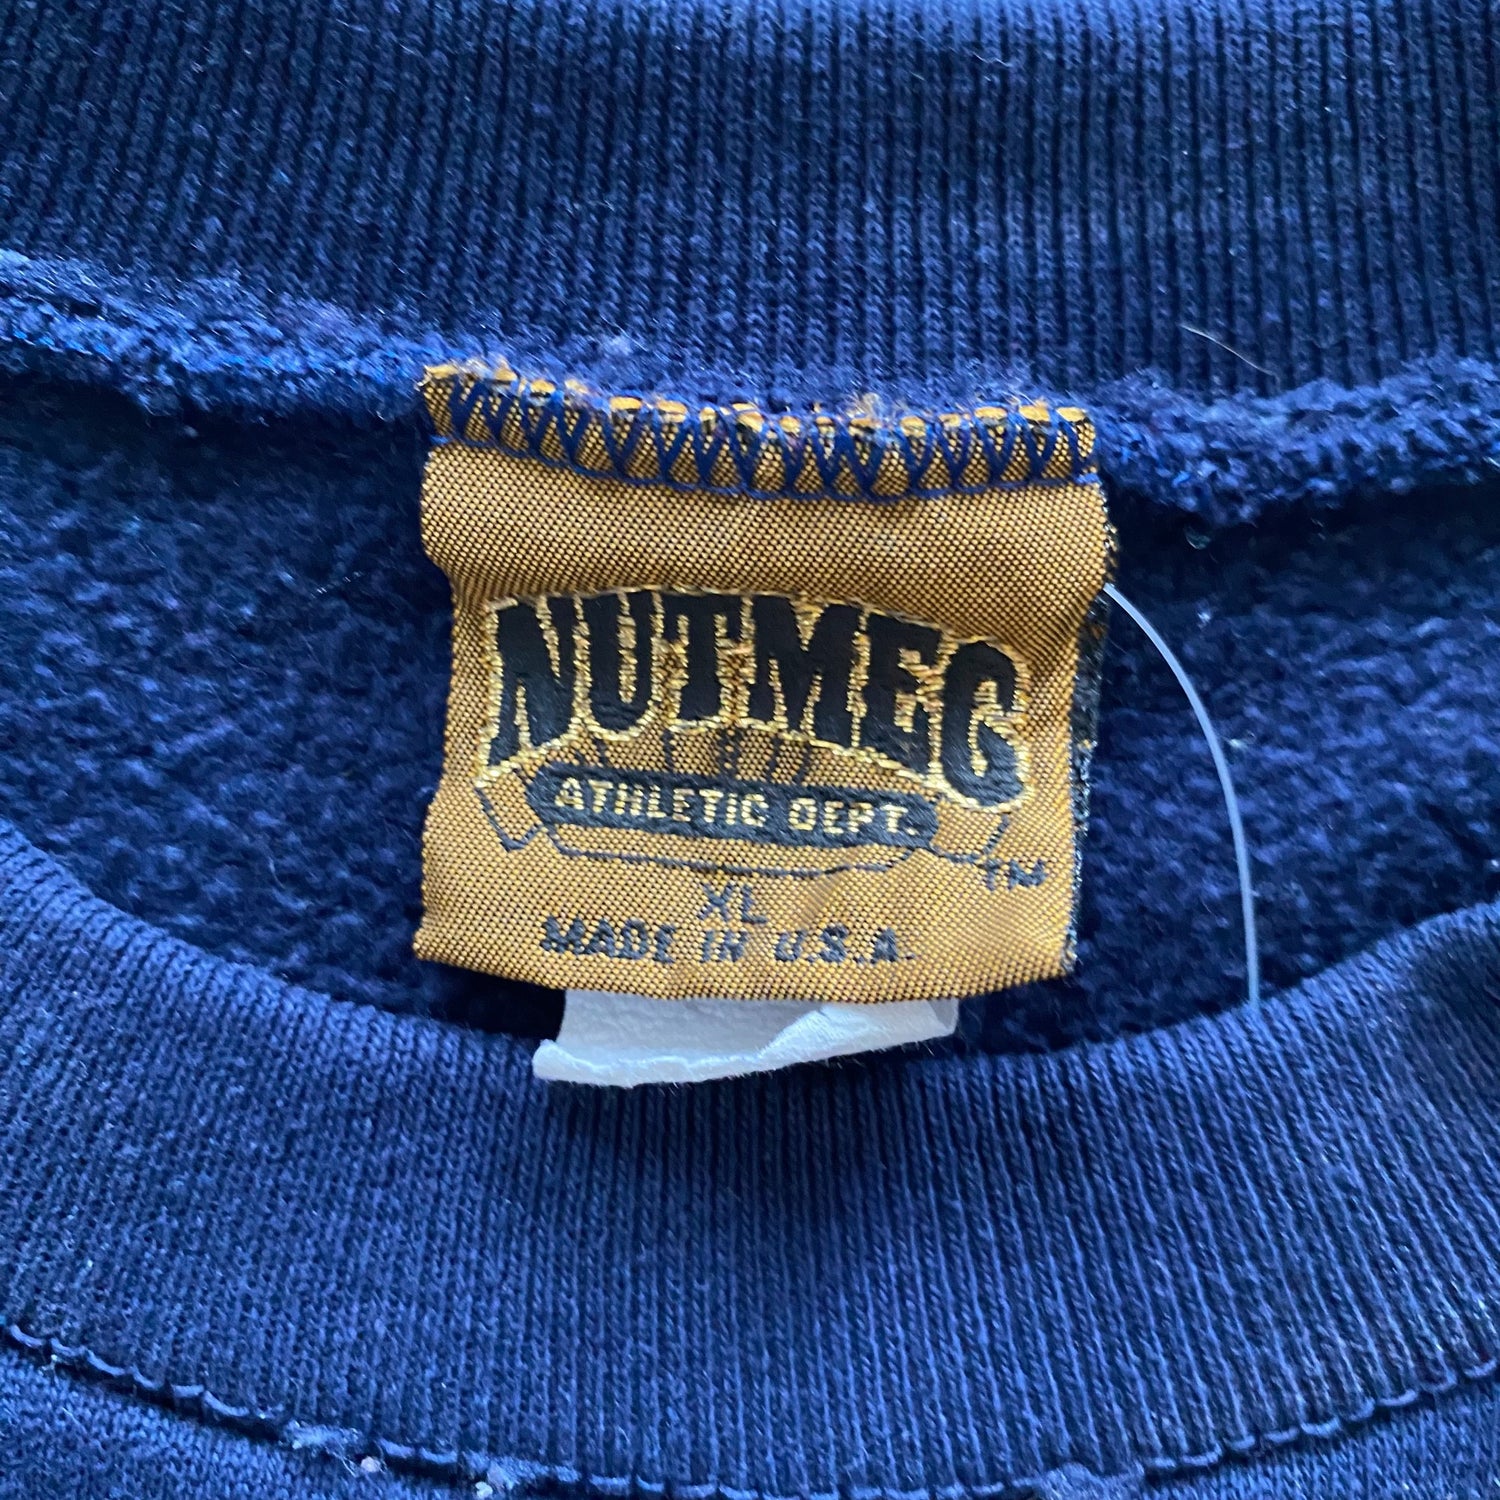 NUTMEG
ATHLETIC DEPT.
TM
XL
MADE IN U.S.A.